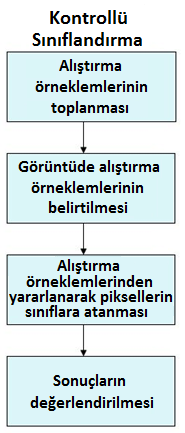 Kontrollü
Sınıflandırma
Alıştırma
örneklemlerinin
toplanması
Görüntüde alıştırma
örneklemlerinin
belirtilmesi
Alıştırma
örneklemlerinden
yararlanarak piksellerin
sınıflara atanması
Sonuçların
değerlendirilmesi